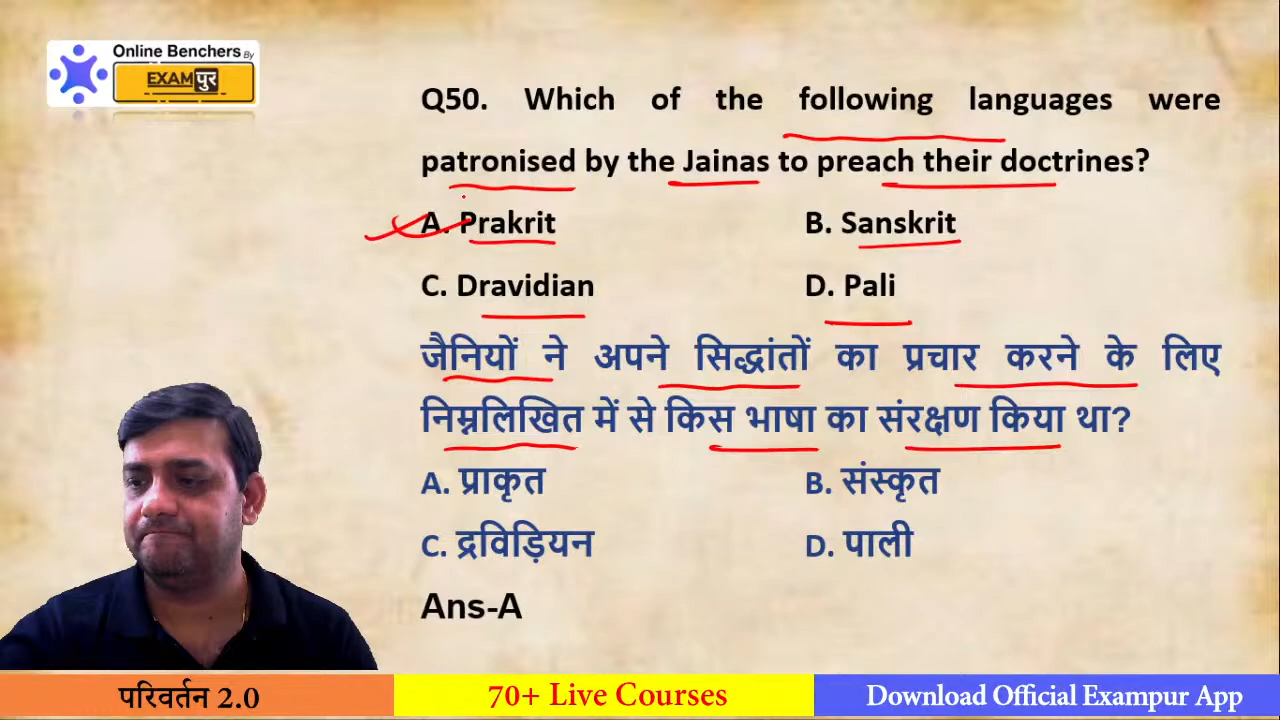 Online Benchers By
EXAMपुर
Q50. Which of the following languages were
patronised by the Jainas to preach their doctrines?
A. Prakrit B. Sanskrit
C. Dravidian D. Pali
जैनियों ने अपने सिद्धांतों का प्रचार करने के लिए
निम्नलिखित में से किस भाषा का संरक्षण किया था?
A. प्राकृत B. संस्कृत
C. द्रविड़ियन D. पाली
Ans-A
परिवर्तन 2.0 70+ Live Courses Download Official Exampur App